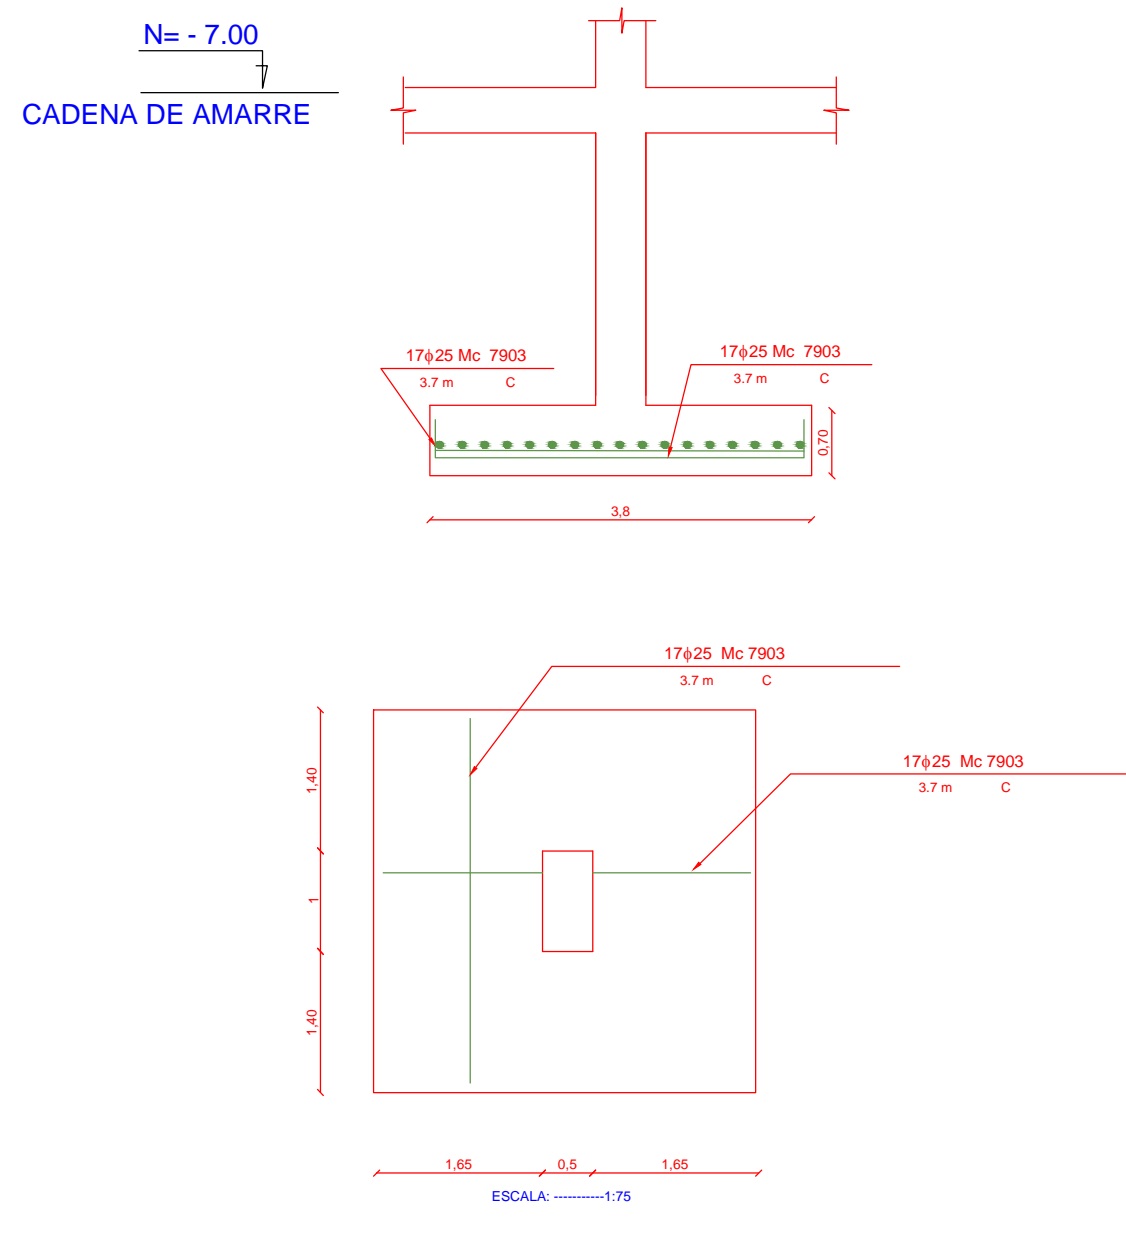 N= - 7.00
CADENA DE AMARRE
17ϕ25 Mc 7903
3.7 m C
17ϕ25 Mc 7903
3.7 m C
0,70
3,8
17ϕ25 Mc 7903
3.7 m C
17ϕ25 Mc 7903
3.7 m C
1,40
1
1,40
1,65 0,5 1,65
ESCALA: -----------1:75